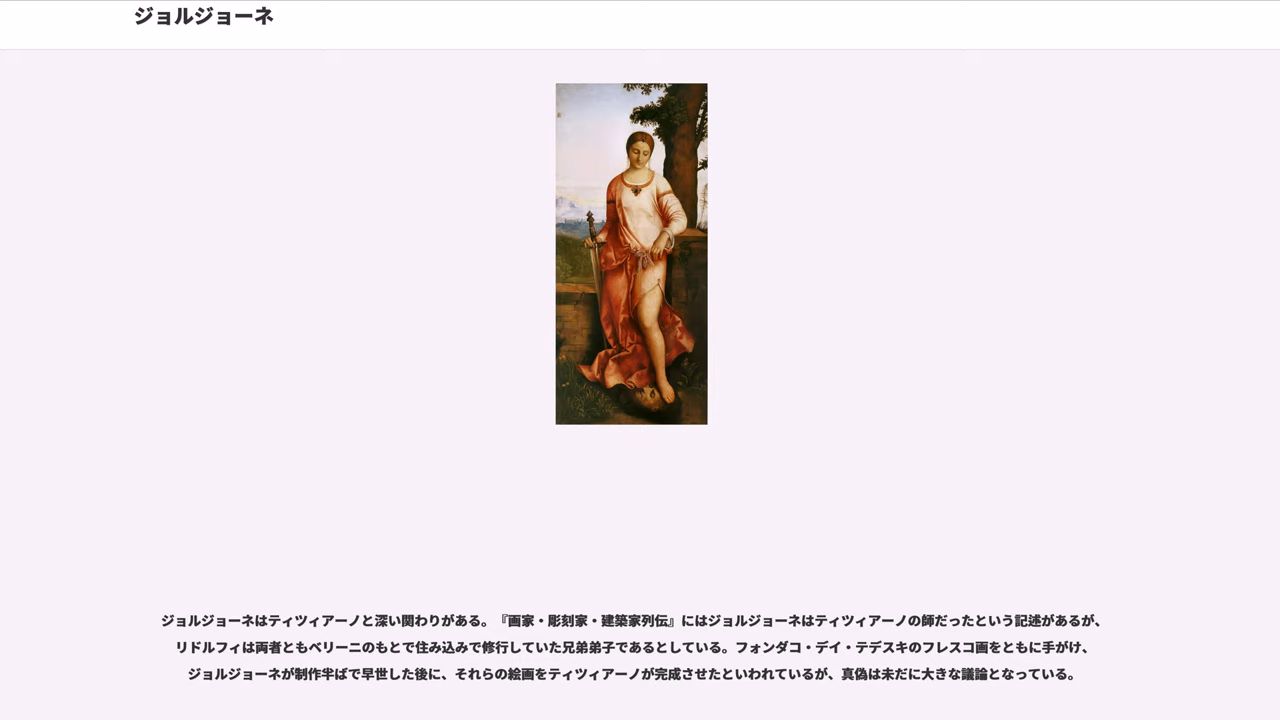 ジョルジョーネ
ジョルジョーネはティツィアーノと深い関わりがある。『画家・彫刻家・建築家列伝』にはジョルジョーネはティツィアーノの師だったという記述があるが、
リドルフィは両者ともベリーニのもとで住み込みで修行していた兄弟弟子であるとしている。フォンダコ・デイ・テデスキのフレスコ画をともに手がけ、
ジョルジョーネが制作半ばで早世した後に、それらの絵画をティツィアーノが完成させたといわれているが、真偽は未だに大きな議論となっている。